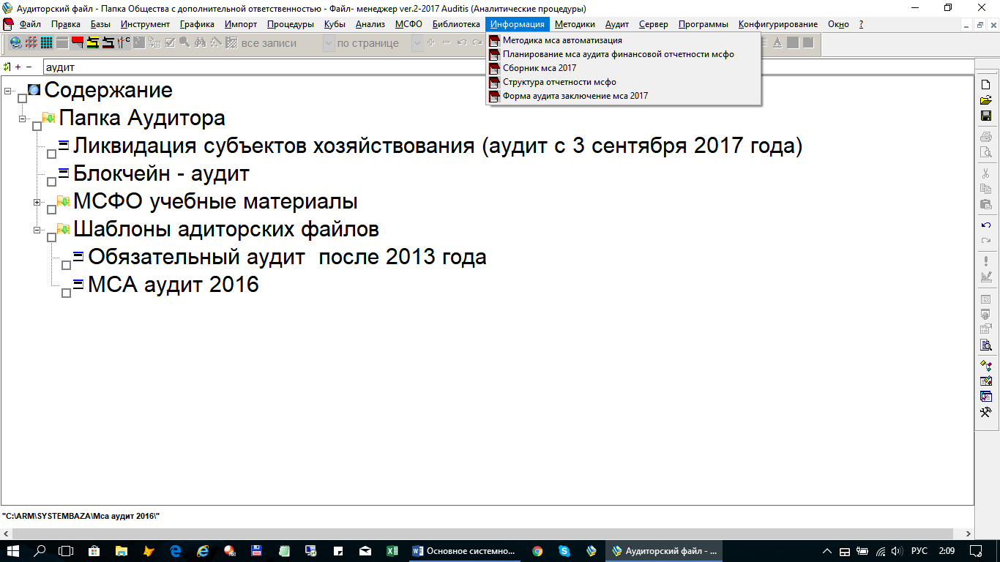 Аудиторский файл - Папка Общества с дополнительной ответственностью - Файл- менеджер ver.2-2017 Auditis (Аналитические процедуры)
Файл Правка Базы Инструмент Графика Импорт Процедуры Кубы Анализ МСФО Библиотека Информация Методики Аудит Сервер Программы Конфигурирование Окно ?
все записи по странице
Методика мса автоматизация
Планирование мса аудита финансовой отчетности мсфо
Сборник мса 2017
Структура отчетности мсфо
Форма аудита заключение мса 2017
аудит
Содержание
Папка Аудитора
Ликвидация субъектов хозяйствования (аудит с 3 сентября 2017 года)
Блокчейн - аудит
МСФО учебные материалы
Шаблоны адиторских файлов
Обязательный аудит после 2013 года
МСА аудит 2016
"C:\ARM\SYSTEMBAZA\Мса аудит 2016\"
Основное системно... Аудиторский файл - ... РУС 2:09